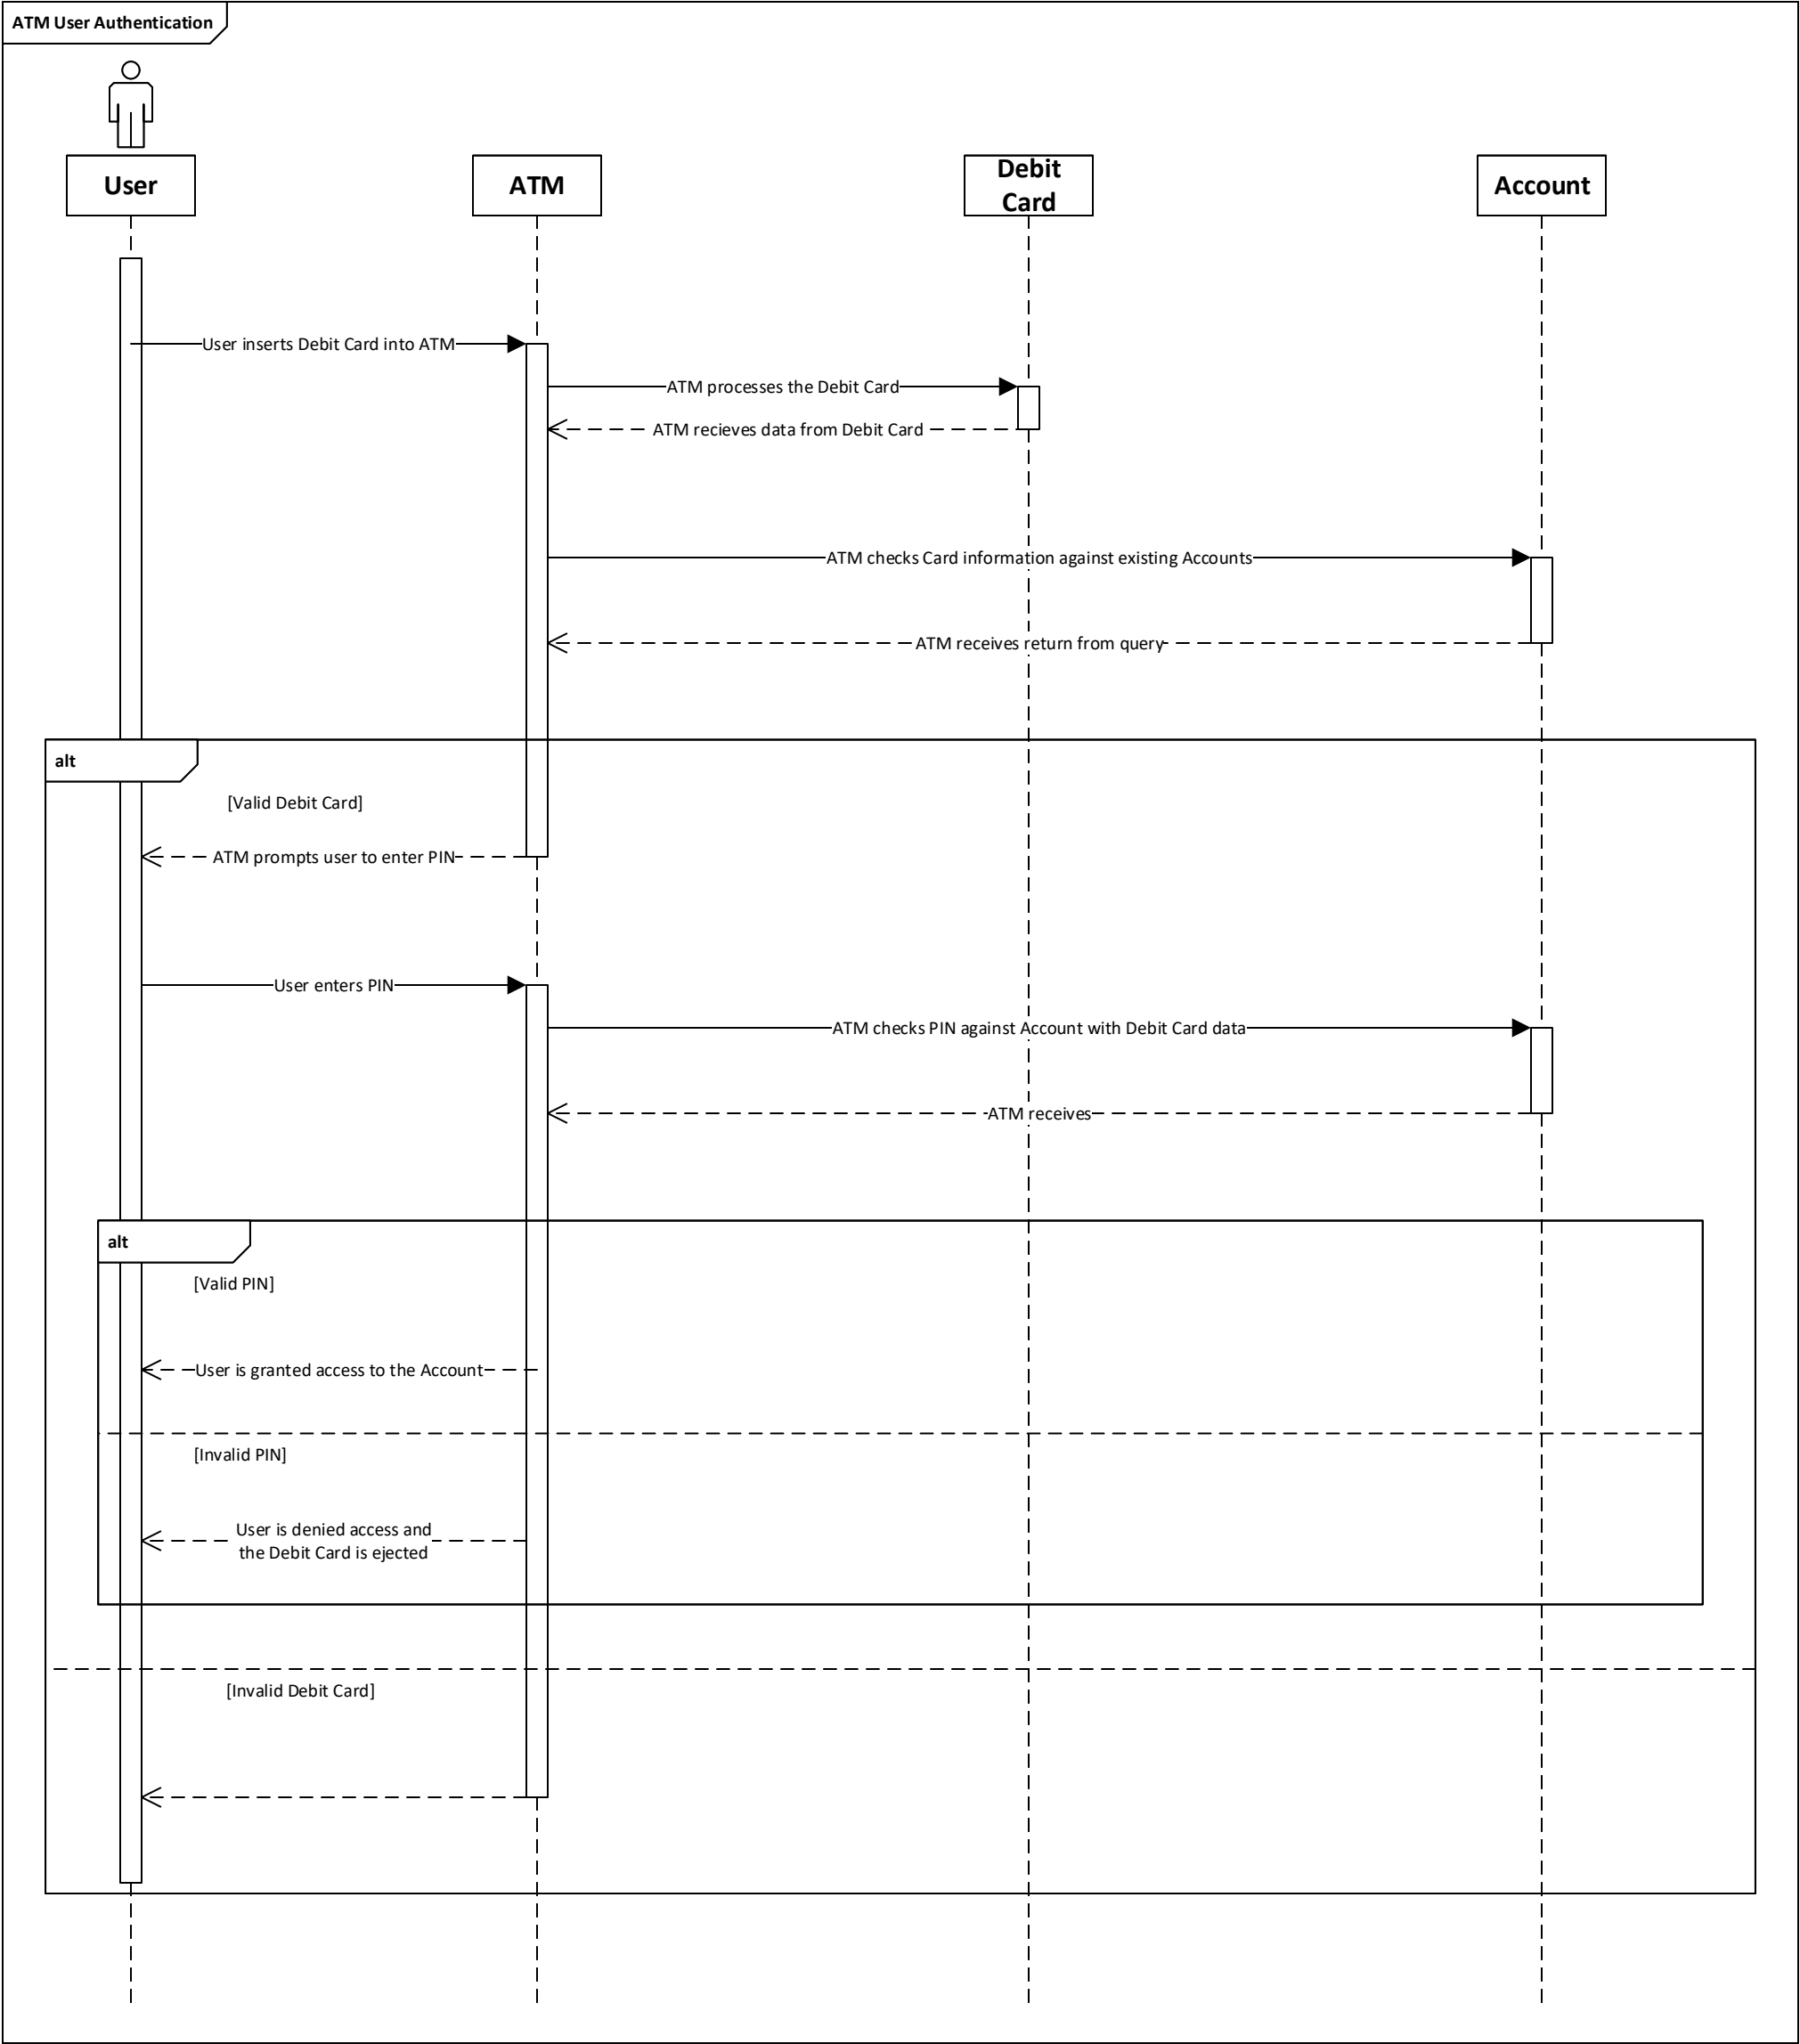 ATM User Authentication
User
ATM
Debit
Card
Account
User inserts Debit Card into ATM
ATM processes the Debit Card
ATM recieves data from Debit Card
ATM checks Card information against existing Accounts
ATM receives return from query
alt
[Valid Debit Card]
ATM prompts user to enter PIN
User enters PIN
ATM checks PIN against Account with Debit Card data
ATM receives
alt
[Valid PIN]
User is granted access to the Account
[Invalid PIN]
User is denied access and
the Debit Card is ejected
[Invalid Debit Card]